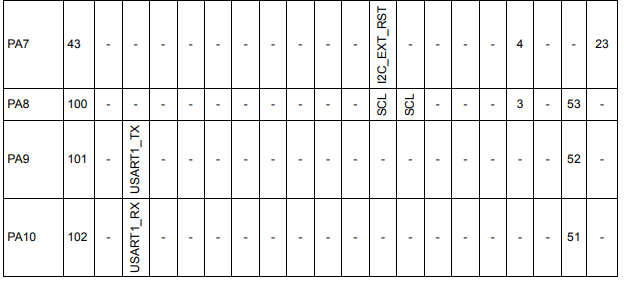 PA7 43 - - - - - - - - - - I2C_EXT_RST - - - - 4 - - 23
PA8 100 - - - - - - - - - - SCL SCL - - - 3 - 53 -
PA9 101 - USART1_TX - - - - - - - - - - - - - - - 52 -
PA10 102 - USART1_RX - - - - - - - - - - - - - - - 51 -